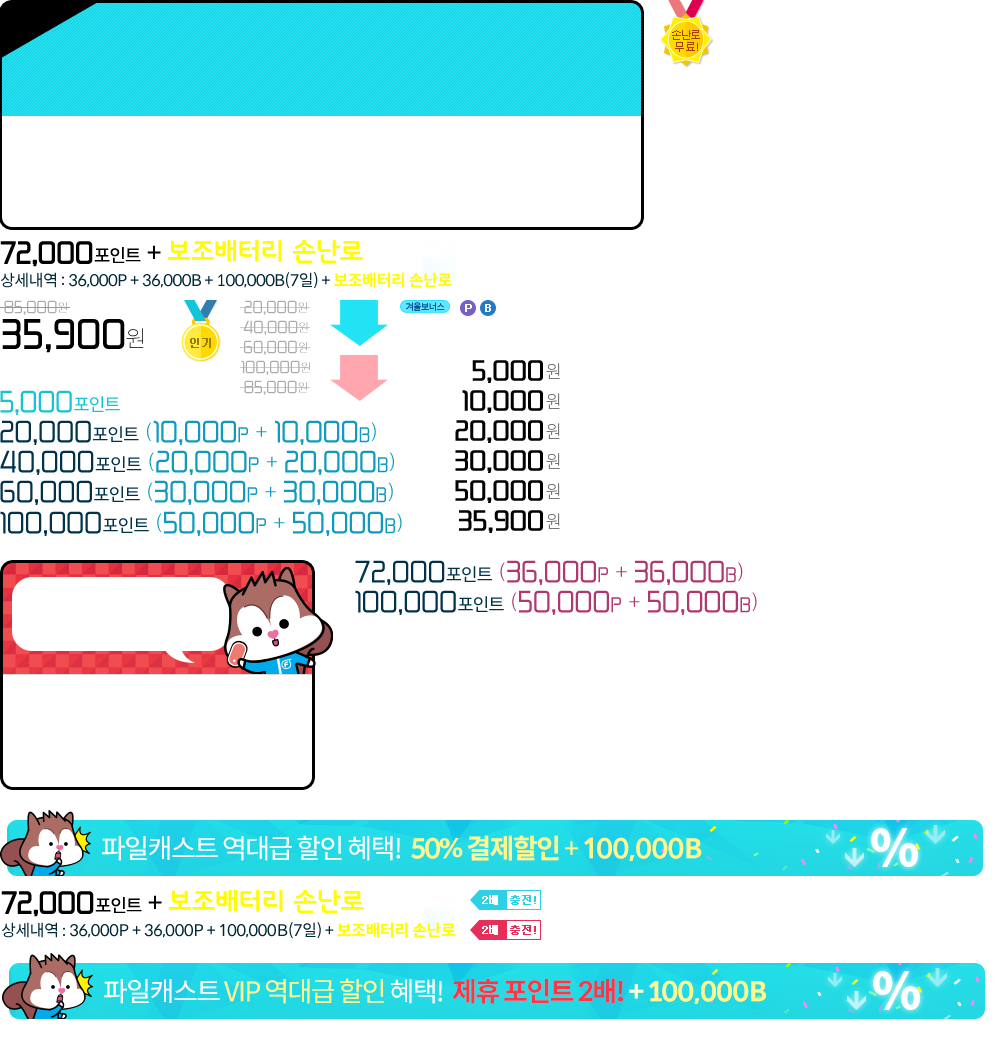 손난로
무료!
72,000포인트 + 보조배터리 손난로
상세내역 : 36,000P + 36,000B + 100,000B(7일) + 보조배터리 손난로
85,000원
35,900원
인기
20,000원
40,000원
60,000원
100,000원
85,000원
겨울보너스 P B
5,000원
10,000원
20,000원
30,000원
50,000원
35,900원
5,000포인트
20,000포인트 (10,000P + 10,000B)
40,000포인트 (20,000P + 20,000B)
60,000포인트 (30,000P + 30,000B)
100,000포인트 (50,000P + 50,000B)
72,000포인트 (36,000P + 36,000B)
100,000포인트 (50,000P + 50,000B)
파일캐스트 역대급 할인 혜택! 50% 결제할인 + 100,000B
%
72,000포인트 + 보조배터리 손난로
상세내역 : 36,000P + 36,000P + 100,000B(7일) + 보조배터리 손난로
2배 충전!
2배 충전!
파일캐스트 VIP 역대급 할인 혜택! 제휴 포인트 2배! + 100,000B
%